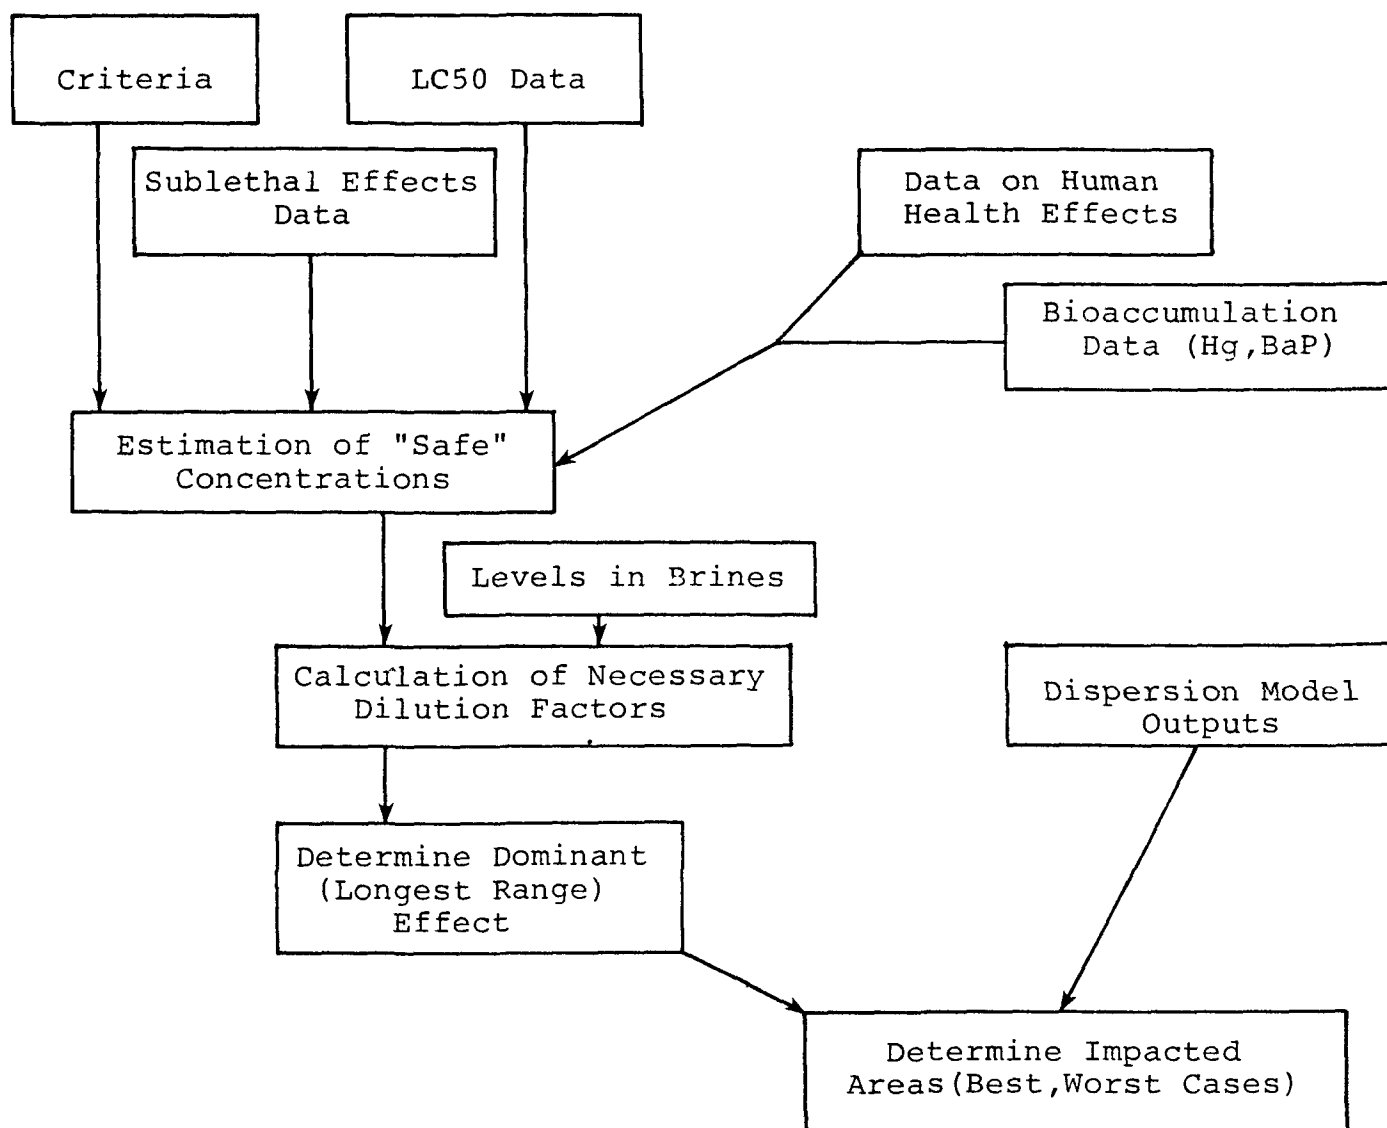 Criteria
LC50 Data
Sublethal Effects
Data
Data on Human
Health Effects
Bioaccumulation
Data (Hg,BaP)
Estimation of "Safe"
Concentrations
Levels in Brines
Calculation of Necessary
Dilution Factors
Dispersion Model
Outputs
Determine Dominant
(Longest Range)
Effect
Determine Impacted
Areas(Best,Worst Cases)